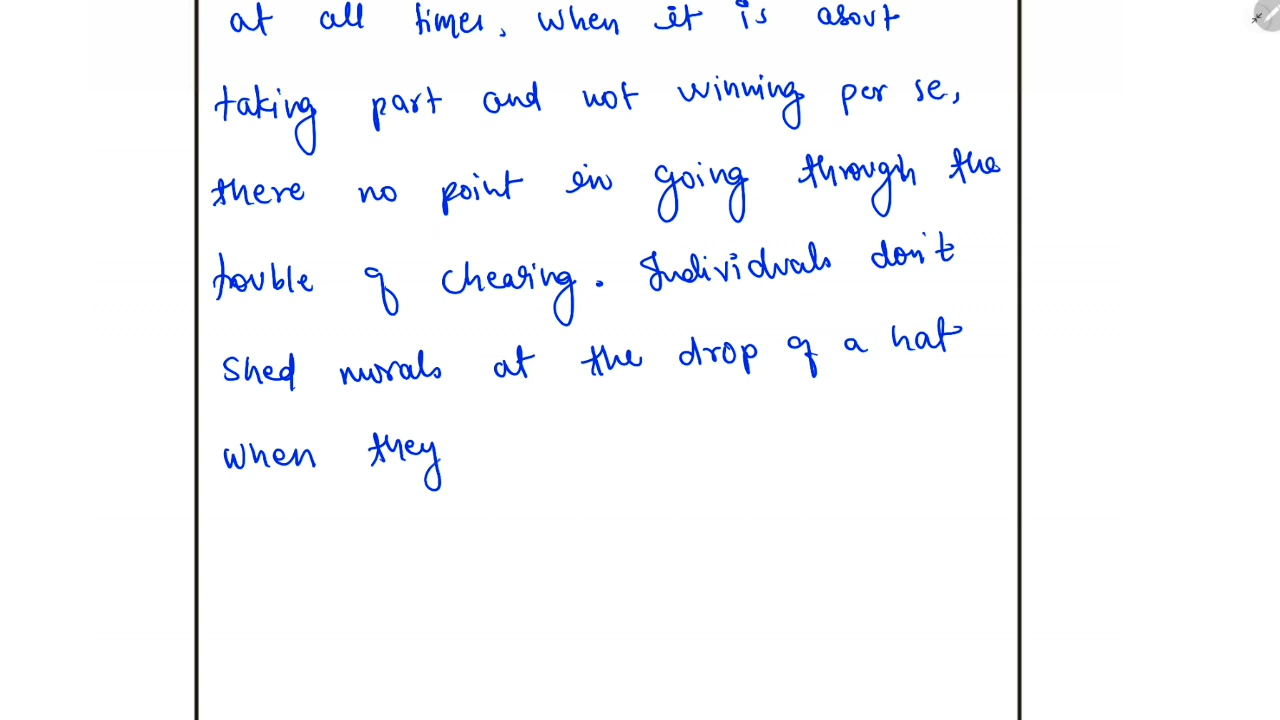 at all times, when it is about
taking part and not winning per se,
there no point in going through the
trouble of cheating. Individuals don't
shed morals at the drop of a hat
when they